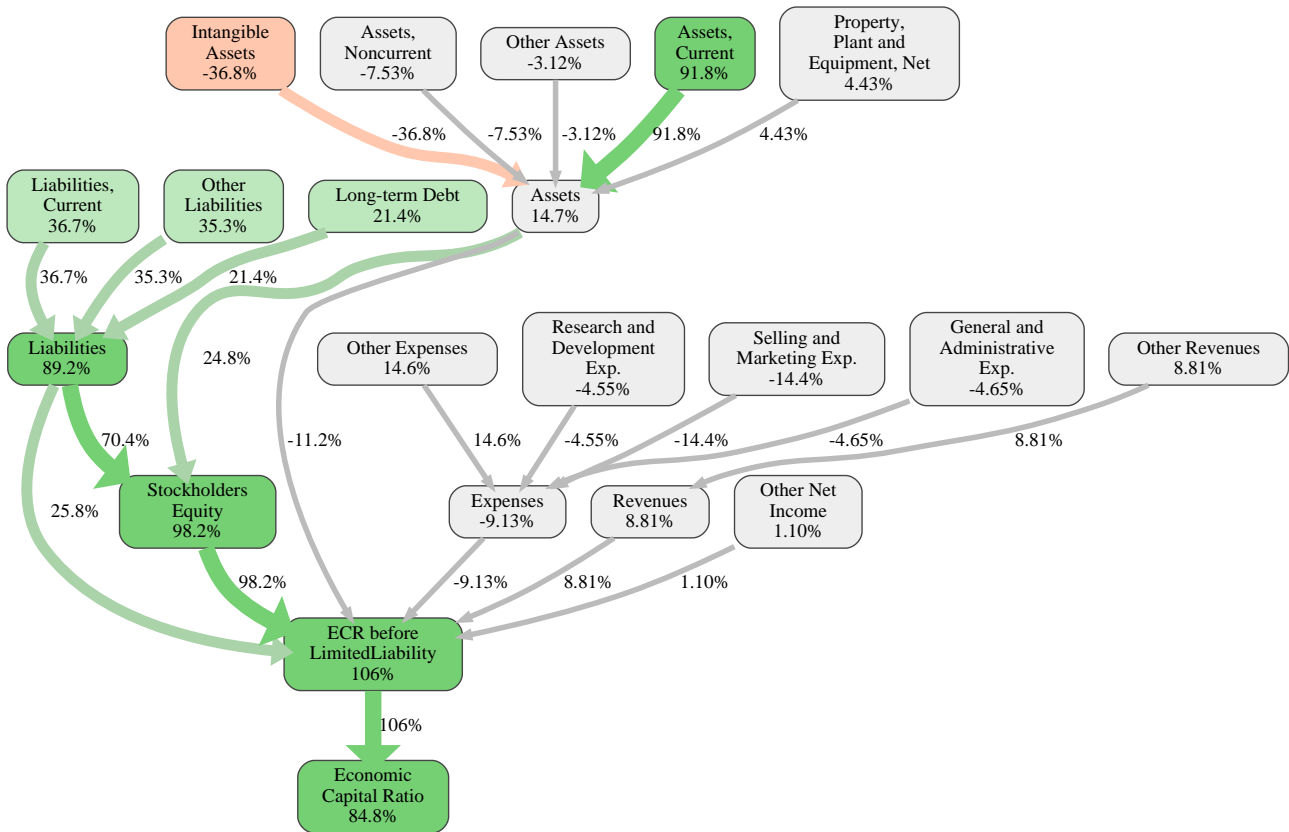 Intangible
Assets
-36.8%
Assets,
Noncurrent
-7.53%
Other Assets
-3.12%
Assets,
Current
91.8%
Property,
Plant and
Equipment, Net
4.43%
-36.8%
-7.53%
-3.12%
91.8%
4.43%
Liabilities,
Current
36.7%
Other
Liabilities
35.3%
Long-term Debt
21.4%
Assets
14.7%
36.7%
35.3%
21.4%
Liabilities
89.2%
24.8%
Other Expenses
14.6%
Research and
Development
Exp.
-4.55%
Selling and
Marketing Exp.
-14.4%
General and
Administrative
Exp.
-4.65%
Other Revenues
8.81%
70.4%
-11.2%
14.6%
-4.55%
-14.4%
-4.65%
8.81%
25.8%
Stockholders
Equity
98.2%
Expenses
-9.13%
Revenues
8.81%
Other Net
Income
1.10%
98.2%
-9.13%
8.81%
1.10%
ECR before
LimitedLiability
106%
106%
Economic
Capital Ratio
84.8%